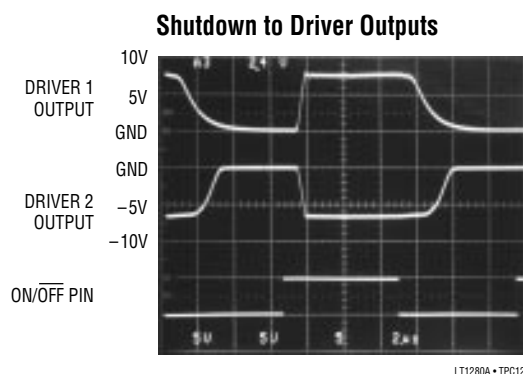 Shutdown to Driver Outputs
10V
DRIVER 1
OUTPUT
5V
GND
GND
DRIVER 2
OUTPUT
–5V
–10V
ON/OFF PIN
5V 5V 2µs
LT1280A • TPC12